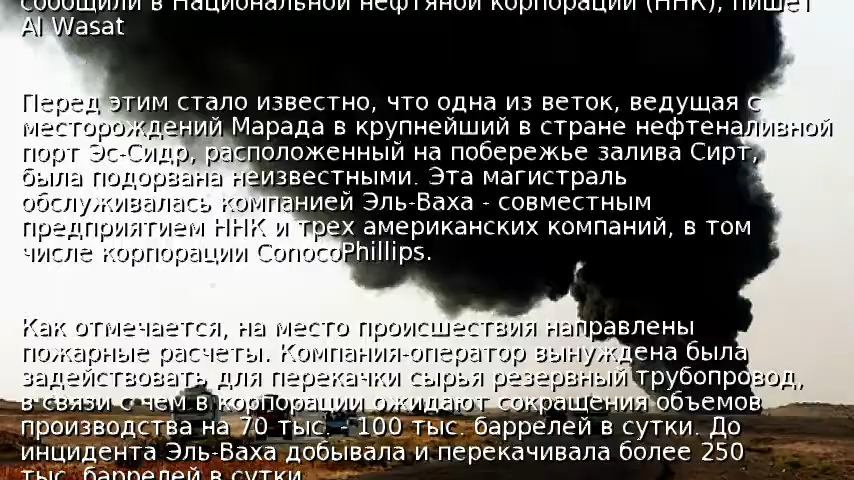 сообщили в Национальной нефтяной корпорации (ННК), пишет
Al Wasat
Перед этим стало известно, что одна из веток, ведущая с
месторождений Марада в крупнейший в стране нефтеналивной
порт Эс-Сидр, расположенный на побережье залива Сирт,
была подорвана неизвестными. Эта магистраль
обслуживалась компанией Эль-Ваха - совместным
предприятием ННК и трех американских компаний, в том
числе корпорации ConocoPhillips.
Как отмечается, на место происшествия направлены
пожарные расчеты. Компания-оператор вынуждена была
задействовать для перекачки сырья резервный трубопровод,
в связи с чем в корпорации ожидают сокращения объемов
производства на 70 тыс. - 100 тыс. баррелей в сутки. До
инцидента Эль-Ваха добывала и перекачивала более 250
тыс. баррелей в сутки